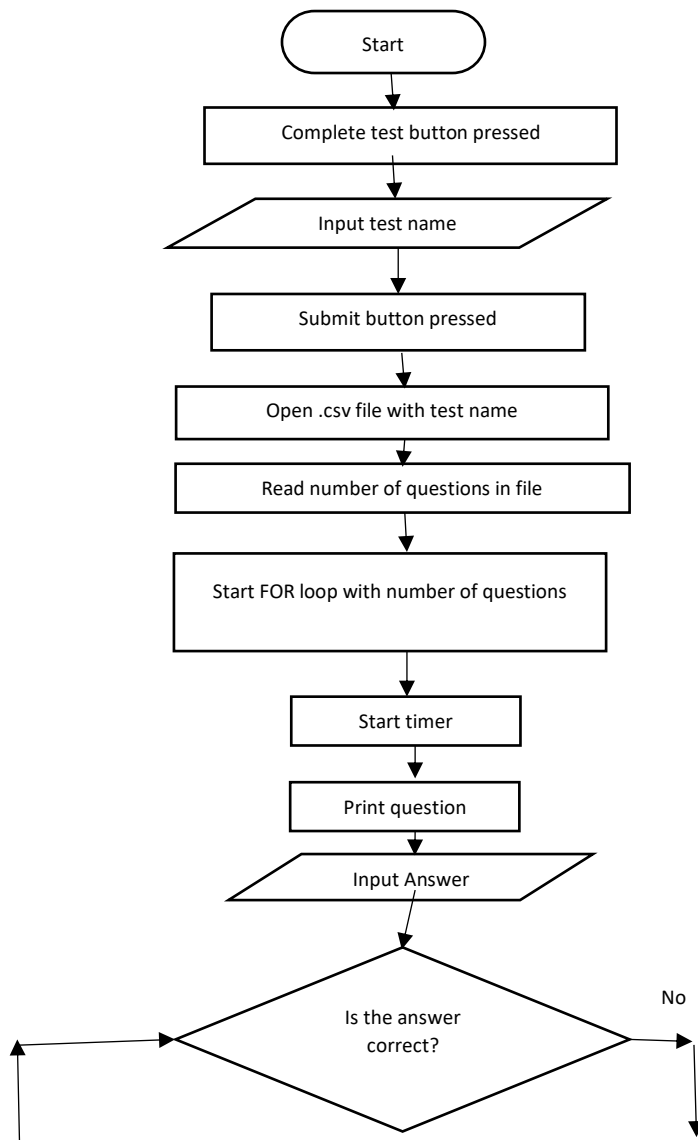 Start
Complete test button pressed
Input test name
Submit button pressed
Open .csv file with test name
Read number of questions in file
Start FOR loop with number of questions
Start timer
Print question
Input Answer
No
Is the answer
correct?